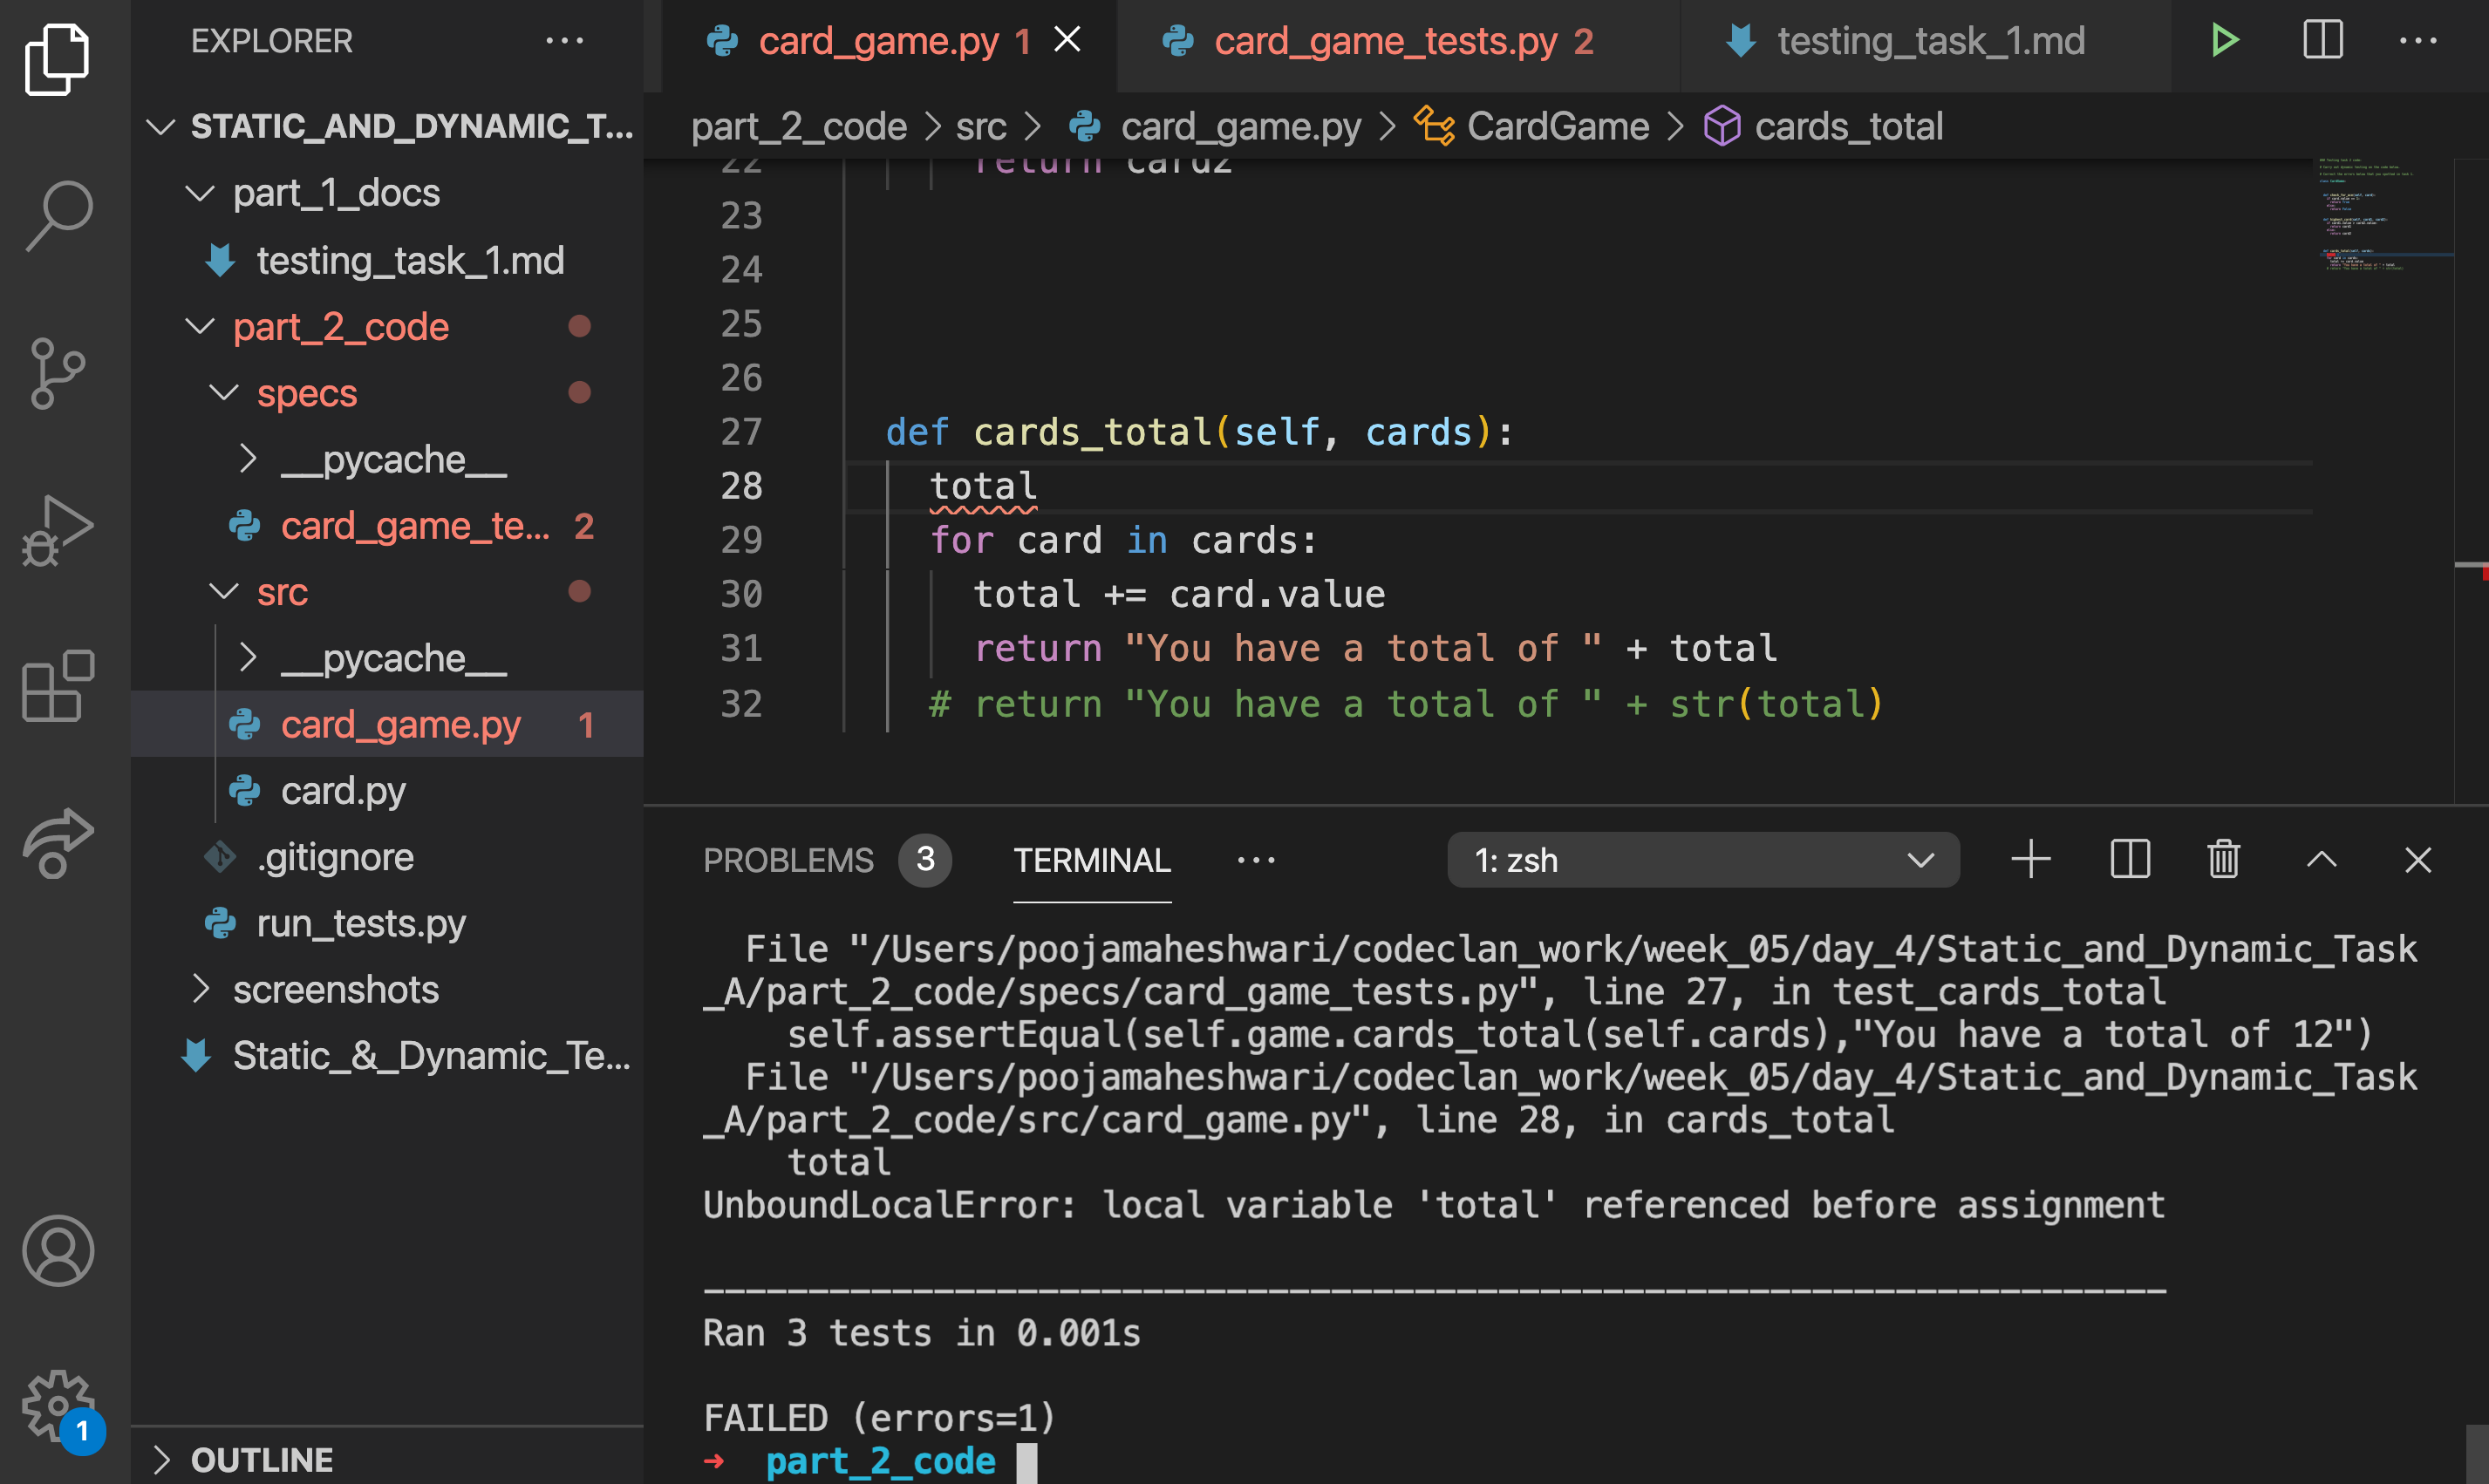 EXPLORER
STATIC_AND_DYNAMIC_T...
part_1_docs
testing_task_1.md
part_2_code
specs
__pycache__
card_game_te... 2
src
__pycache__
card_game.py 1
card.py
.gitignore
run_tests.py
screenshots
Static_&_Dynamic_Te...
OUTLINE
1
card_game.py 1
card_game_tests.py 2
testing_task_1.md
part_2_code > src > card_game.py > CardGame > cards_total
22 return card2
23
24
25
26
27 def cards_total(self, cards):
28 total
29 for card in cards:
30 total += card.value
31 return "You have a total of " + total
32 # return "You have a total of " + str(total)
PROBLEMS 3 TERMINAL ... 1: zsh
File "/Users/poojamaheshwari/codeclan_work/week_05/day_4/Static_and_Dynamic_Task
_A/part_2_code/specs/card_game_tests.py", line 27, in test_cards_total
self.assertEqual(self.game.cards_total(self.cards),"You have a total of 12")
File "/Users/poojamaheshwari/codeclan_work/week_05/day_4/Static_and_Dynamic_Task
_A/part_2_code/src/card_game.py", line 28, in cards_total
total
UnboundLocalError: local variable 'total' referenced before assignment
----------------------------------------------------------------------
Ran 3 tests in 0.001s
FAILED (errors=1)
➜ part_2_code